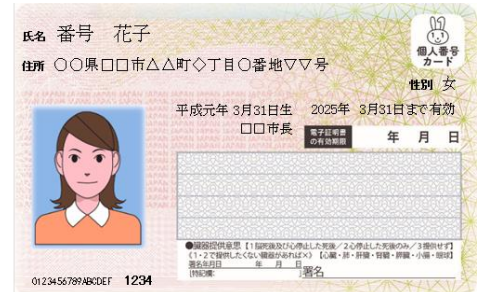 氏名 番号 花子
個人番号
カード
住所 ○○県□□市△△町◇丁目○番地▽▽号
性別 女
平成元年 3月31日生 2025年 3月31日まで有効
□□市長
電子証明書
の有効期限
年 月 日
●臓器提供意思【1脳死後及び心停止した死後/2心停止した死後のみ/3提供せず】
《1・2で提供したくない臓器があれば×》【心臓・肺・肝臓・腎臓・膵臓・小腸・眼球】
署名年月日 年 月 日
[特記欄: ]署名
0123456789ABCDEF 1234